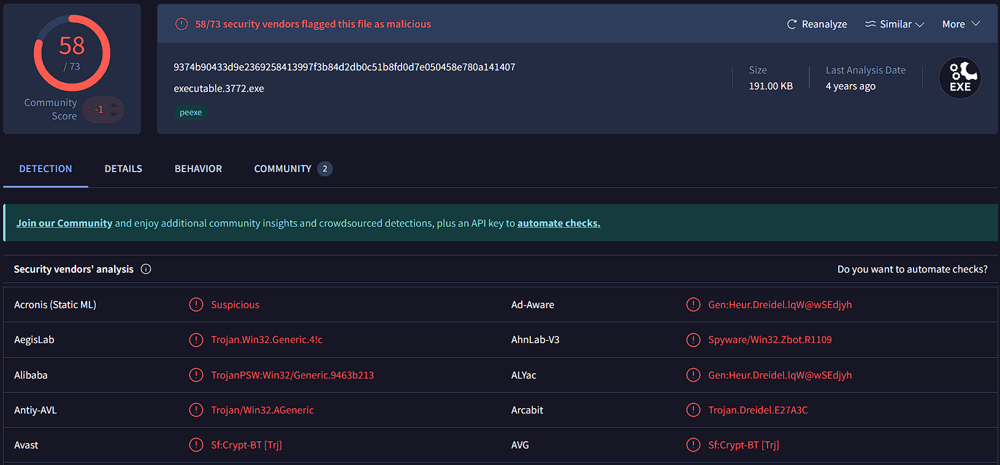 58
/ 73
Community
Score
-1
58/73 security vendors flagged this file as malicious
Reanalyze
Similar
More
9374b90433d9e2369258413997f3b84d2db0c51b8fd0d7e050458e780a141407
executable.3772.exe
peexe
Size
191.00 KB
Last Analysis Date
4 years ago
EXE
DETECTION DETAILS BEHAVIOR COMMUNITY 2
Join our Community and enjoy additional community insights and crowdsourced detections, plus an API key to automate checks.
Security vendors' analysis
Do you want to automate checks?
Acronis (Static ML) Suspicious Ad-Aware Gen:Heur.Dreidel.lqW@wSEdjyh
AegisLab Trojan.Win32.Generic.4!c AhnLab-V3 Spyware/Win32.Zbot.R1109
Alibaba TrojanPSW:Win32/Generic.9463b213 ALYac Gen:Heur.Dreidel.lqW@wSEdjyh
Antiy-AVL Trojan/Win32.AGeneric Arcabit Trojan.Dreidel.E27A3C
Avast Sf:Crypt-BT [Trj] AVG Sf:Crypt-BT [Trj]